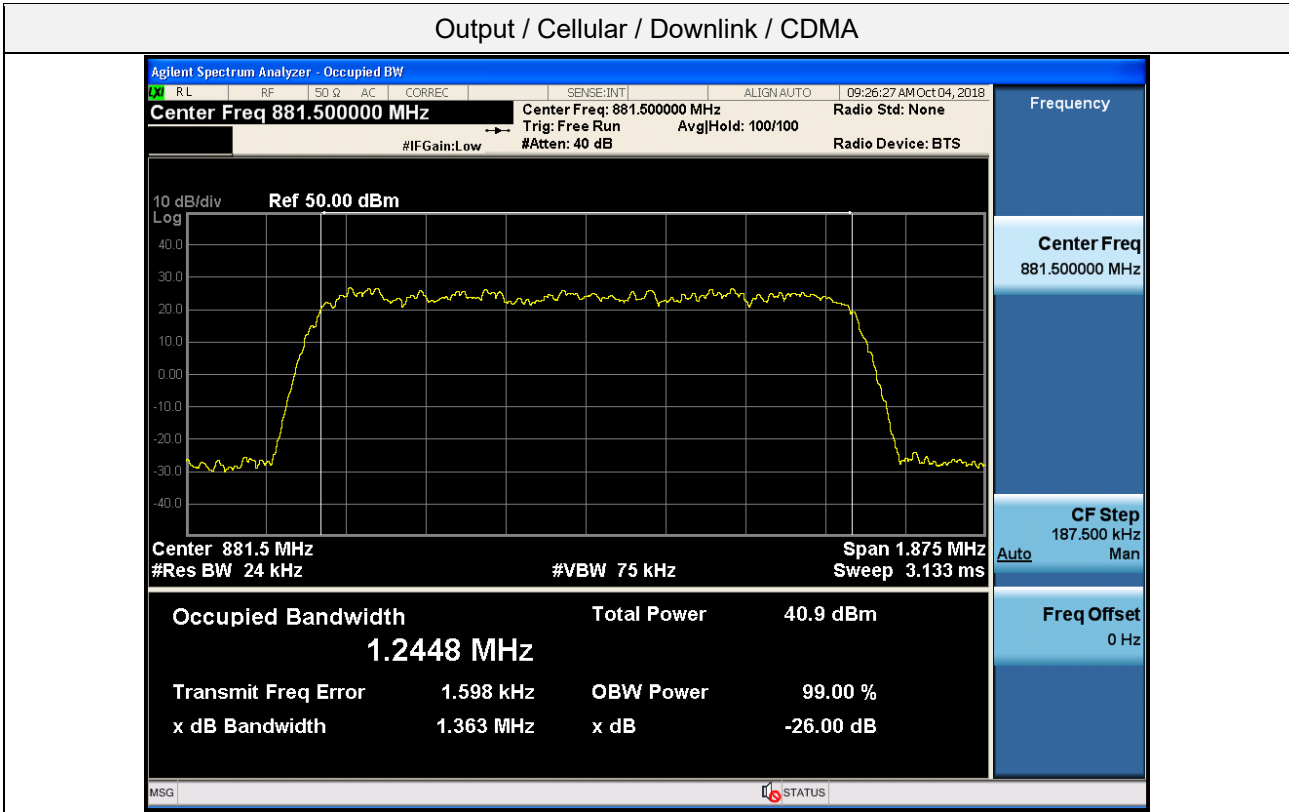 Output / Cellular / Downlink / CDMA
Agilent Spectrum Analyzer - Occupied BW
LXI RL RF 50 Ω AC CORREC SENSE:INT ALIGN AUTO 09:26:27 AM Oct 04, 2018
Center Freq 881.500000 MHz
Center Freq: 881.500000 MHz
Radio Std: None
Trig: Free Run Avg|Hold: 100/100
#IFGain:Low
#Atten: 40 dB
Radio Device: BTS
Frequency
10 dB/div Ref 50.00 dBm
Log
40.0
30.0
20.0
10.0
0.00
-10.0
-20.0
-30.0
-40.0
Center Freq
881.500000 MHz
Center 881.5 MHz Span 1.875 MHz
#Res BW 24 kHz #VBW 75 kHz Sweep 3.133 ms
CF Step
187.500 kHz
Auto Man
Occupied Bandwidth Total Power 40.9 dBm
1.2448 MHz
Transmit Freq Error 1.598 kHz OBW Power 99.00 %
x dB Bandwidth 1.363 MHz x dB -26.00 dB
Freq Offset
0 Hz
MSG STATUS